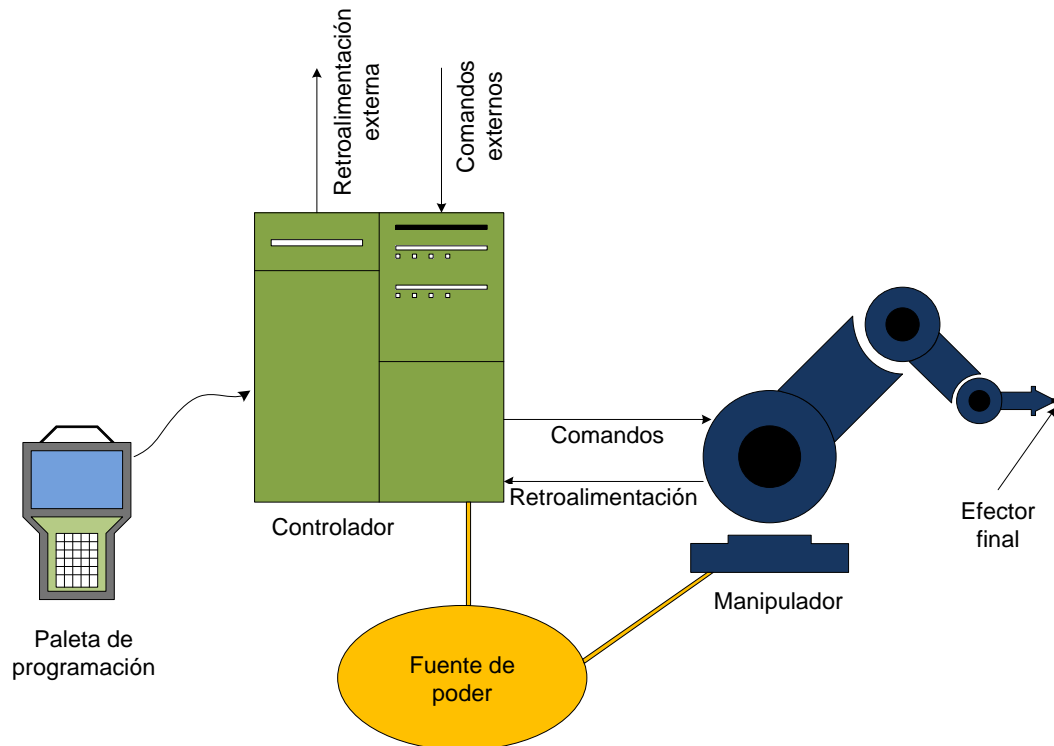 Retroalimentación
externa
Comandos
externos
Comandos
Retroalimentación
Controlador
Efector
final
Manipulador
Paleta de
programación
Fuente de
poder